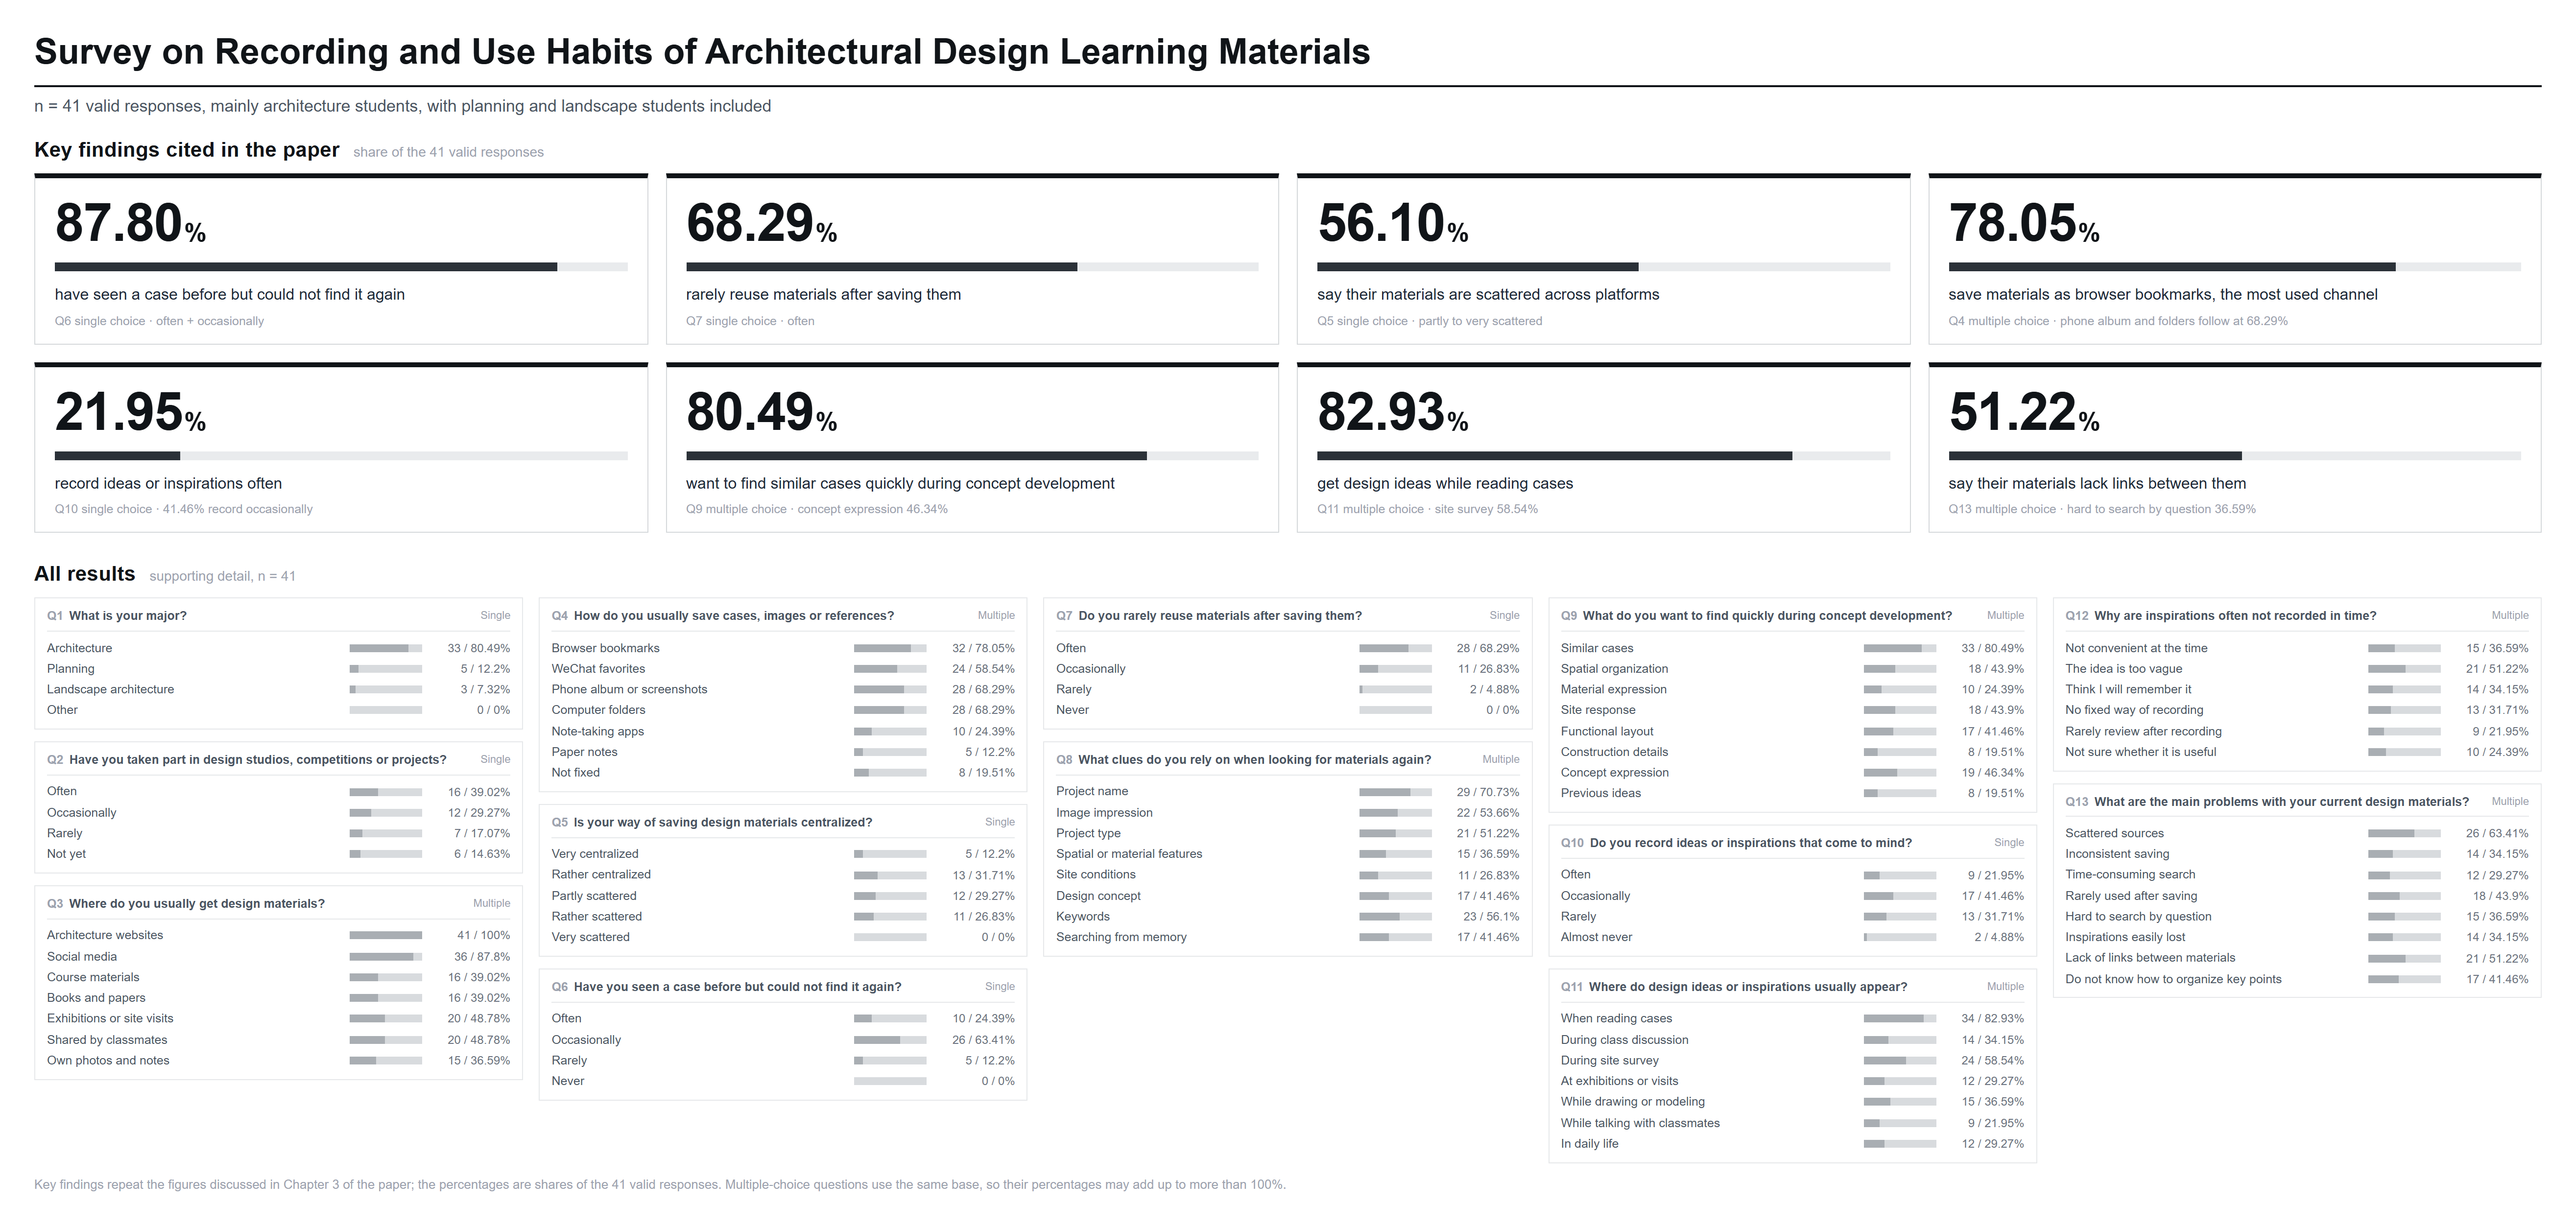 Survey on Recording and Use Habits of Architectural Design Learning Materials
n = 41 valid responses, mainly architecture students, with planning and landscape students included
Key findings cited in the paper share of the 41 valid responses
87.80%
have seen a case before but could not find it again
Q6 single choice · often + occasionally
68.29%
rarely reuse materials after saving them
Q7 single choice · often
56.10%
say their materials are scattered across platforms
Q5 single choice · partly to very scattered
78.05%
save materials as browser bookmarks, the most used channel
Q4 multiple choice · phone album and folders follow at 68.29%
21.95%
record ideas or inspirations often
Q10 single choice · 41.46% record occasionally
80.49%
want to find similar cases quickly during concept development
Q9 multiple choice · concept expression 46.34%
82.93%
get design ideas while reading cases
Q11 multiple choice · site survey 58.54%
51.22%
say their materials lack links between them
Q13 multiple choice · hard to search by question 36.59%
All results supporting detail, n = 41
Q1 What is your major? Single
Architecture 33 / 80.49%
Planning 5 / 12.2%
Landscape architecture 3 / 7.32%
Other 0 / 0%
Q2 Have you taken part in design studios, competitions or projects? Single
Often 16 / 39.02%
Occasionally 12 / 29.27%
Rarely 7 / 17.07%
Not yet 6 / 14.63%
Q3 Where do you usually get design materials? Multiple
Architecture websites 41 / 100%
Social media 36 / 87.8%
Course materials 16 / 39.02%
Books and papers 16 / 39.02%
Exhibitions or site visits 20 / 48.78%
Shared by classmates 20 / 48.78%
Own photos and notes 15 / 36.59%
Q4 How do you usually save cases, images or references? Multiple
Browser bookmarks 32 / 78.05%
WeChat favorites 24 / 58.54%
Phone album or screenshots 28 / 68.29%
Computer folders 28 / 68.29%
Note-taking apps 10 / 24.39%
Paper notes 5 / 12.2%
Not fixed 8 / 19.51%
Q5 Is your way of saving design materials centralized? Single
Very centralized 5 / 12.2%
Rather centralized 13 / 31.71%
Partly scattered 12 / 29.27%
Rather scattered 11 / 26.83%
Very scattered 0 / 0%
Q6 Have you seen a case before but could not find it again? Single
Often 10 / 24.39%
Occasionally 26 / 63.41%
Rarely 5 / 12.2%
Never 0 / 0%
Q7 Do you rarely reuse materials after saving them? Single
Often 28 / 68.29%
Occasionally 11 / 26.83%
Rarely 2 / 4.88%
Never 0 / 0%
Q8 What clues do you rely on when looking for materials again? Multiple
Project name 29 / 70.73%
Image impression 22 / 53.66%
Project type 21 / 51.22%
Spatial or material features 15 / 36.59%
Site conditions 11 / 26.83%
Design concept 17 / 41.46%
Keywords 23 / 56.1%
Searching from memory 17 / 41.46%
Q9 What do you want to find quickly during concept development? Multiple
Similar cases 33 / 80.49%
Spatial organization 18 / 43.9%
Material expression 10 / 24.39%
Site response 18 / 43.9%
Functional layout 17 / 41.46%
Construction details 8 / 19.51%
Concept expression 19 / 46.34%
Previous ideas 8 / 19.51%
Q10 Do you record ideas or inspirations that come to mind? Single
Often 9 / 21.95%
Occasionally 17 / 41.46%
Rarely 13 / 31.71%
Almost never 2 / 4.88%
Q11 Where do design ideas or inspirations usually appear? Multiple
When reading cases 34 / 82.93%
During class discussion 14 / 34.15%
During site survey 24 / 58.54%
At exhibitions or visits 12 / 29.27%
While drawing or modeling 15 / 36.59%
While talking with classmates 9 / 21.95%
In daily life 12 / 29.27%
Q12 Why are inspirations often not recorded in time? Multiple
Not convenient at the time 15 / 36.59%
The idea is too vague 21 / 51.22%
Think I will remember it 14 / 34.15%
No fixed way of recording 13 / 31.71%
Rarely review after recording 9 / 21.95%
Not sure whether it is useful 10 / 24.39%
Q13 What are the main problems with your current design materials? Multiple
Scattered sources 26 / 63.41%
Inconsistent saving 14 / 34.15%
Time-consuming search 12 / 29.27%
Rarely used after saving 18 / 43.9%
Hard to search by question 15 / 36.59%
Inspirations easily lost 14 / 34.15%
Lack of links between materials 21 / 51.22%
Do not know how to organize key points 17 / 41.46%
Key findings repeat the figures discussed in Chapter 3 of the paper; the percentages are shares of the 41 valid responses. Multiple-choice questions use the same base, so their percentages may add up to more than 100%.